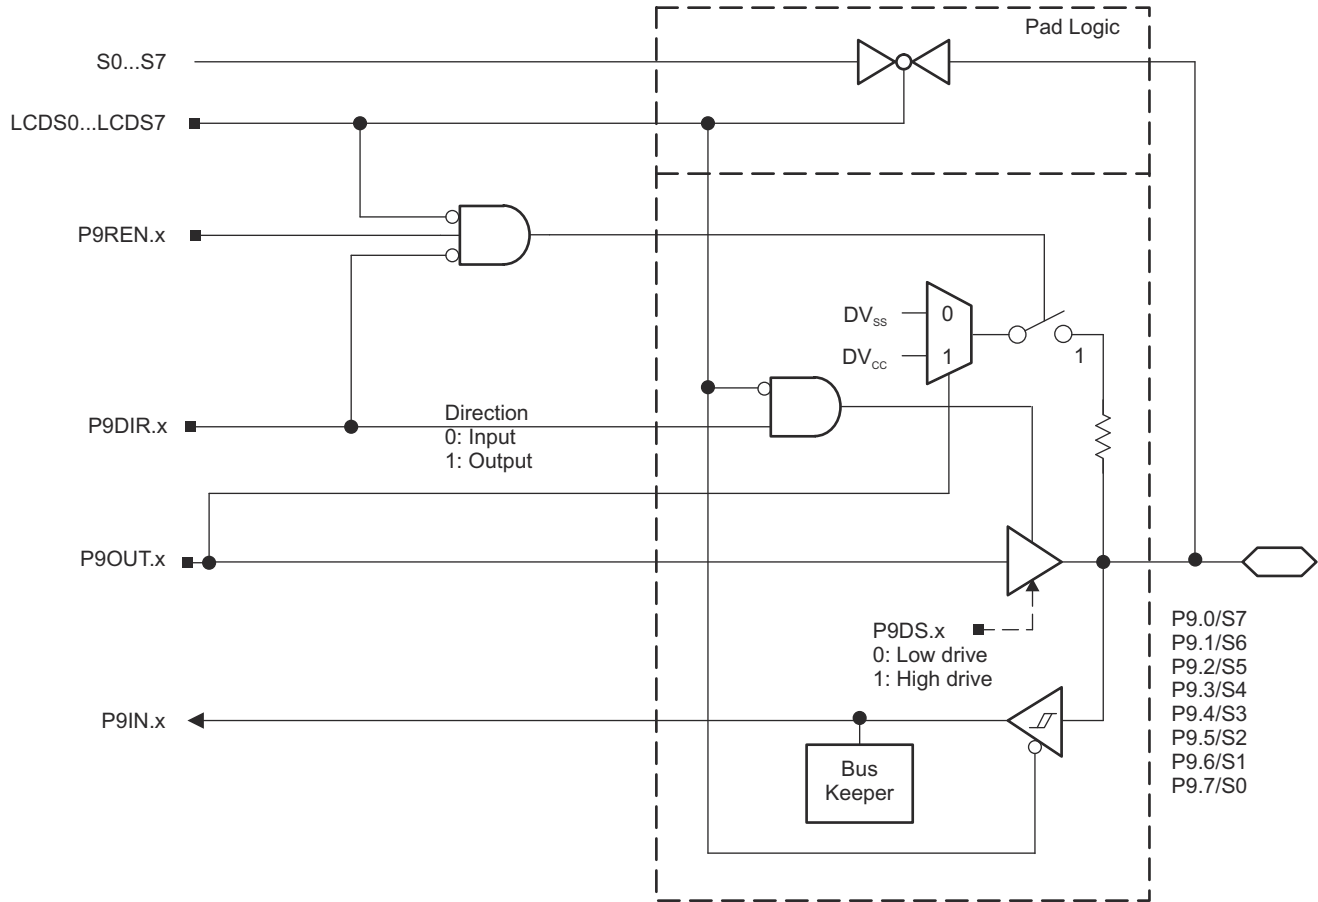 Pad Logic
S0...S7
LCDS0...LCDS7
P9REN.x
DVSS
0
DVCC
1
1
P9DIR.x
Direction
0: Input
1: Output
P9OUT.x
P9DS.x
0: Low drive
1: High drive
P9.0/S7
P9.1/S6
P9.2/S5
P9.3/S4
P9.4/S3
P9.5/S2
P9.6/S1
P9.7/S0
P9IN.x
Bus
Keeper